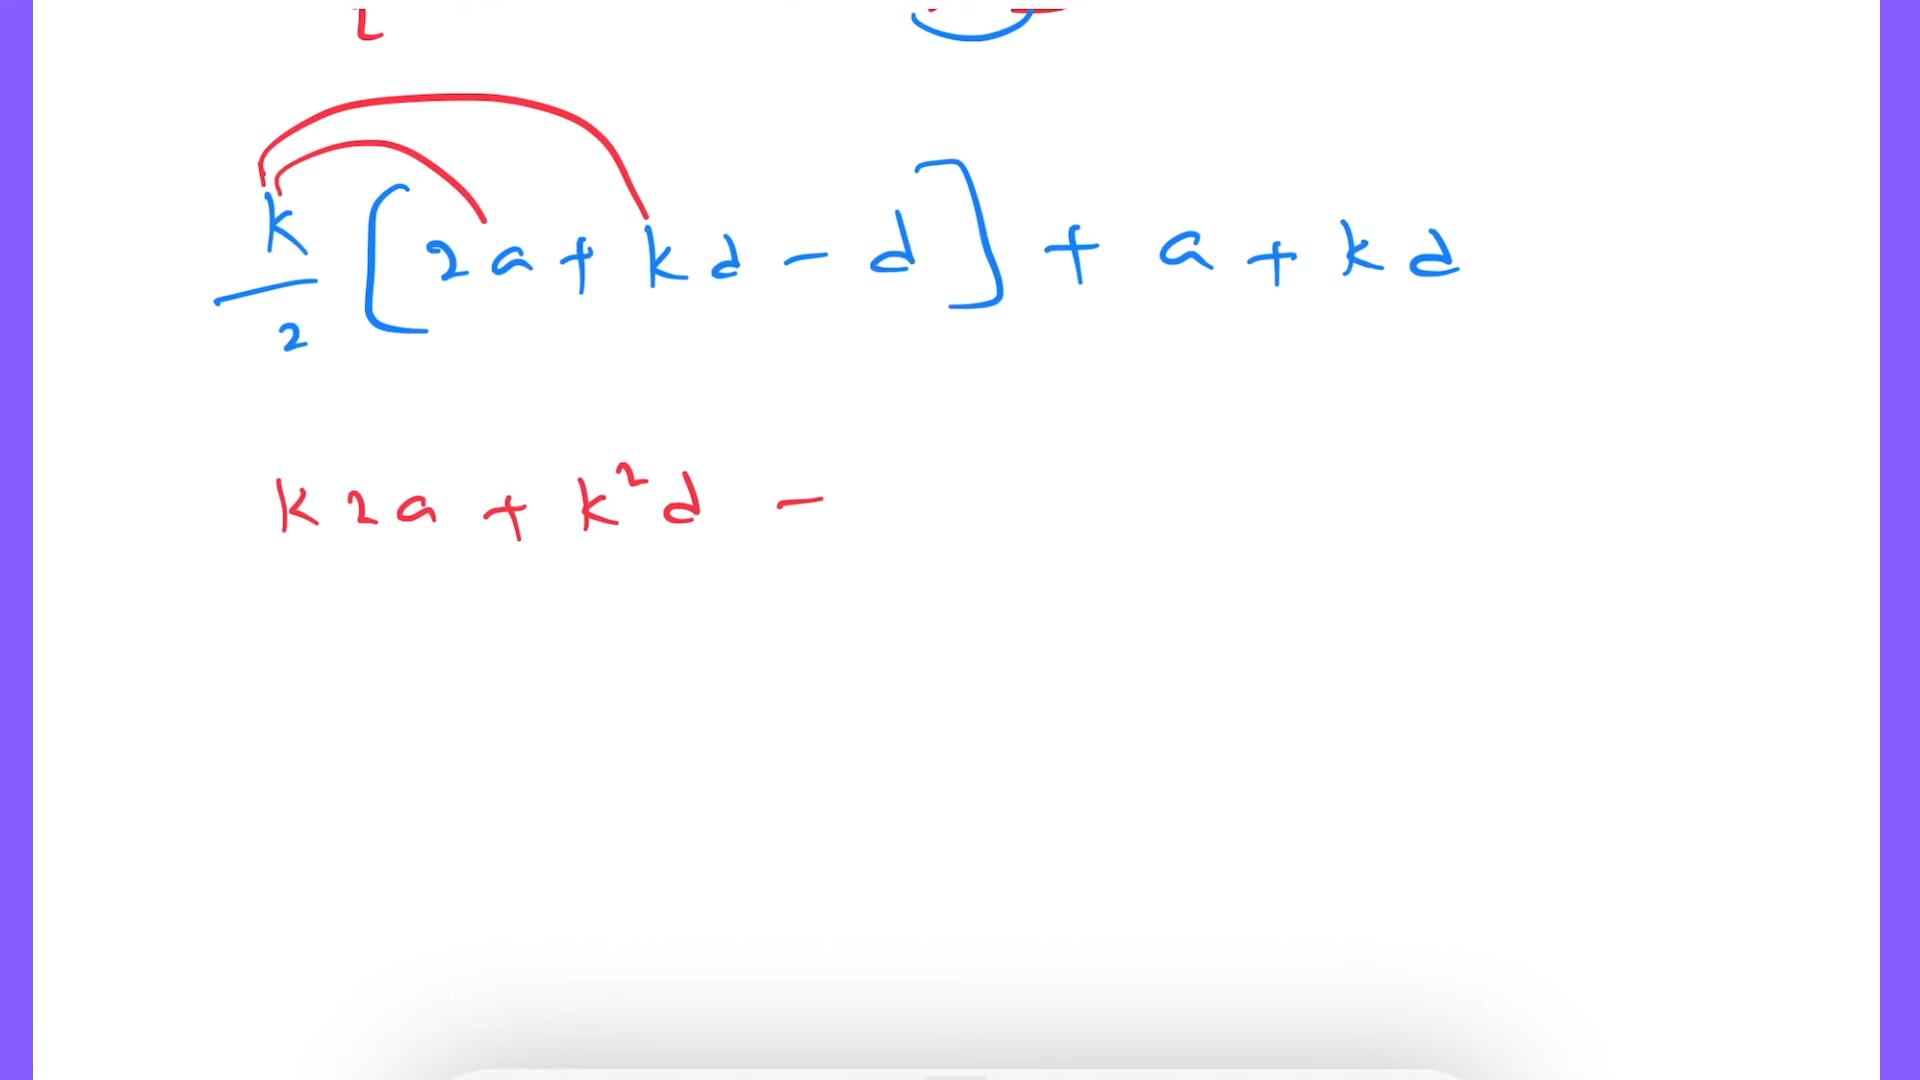 k/2 [2a + kd - d] + a + kd
k2a + k²d -